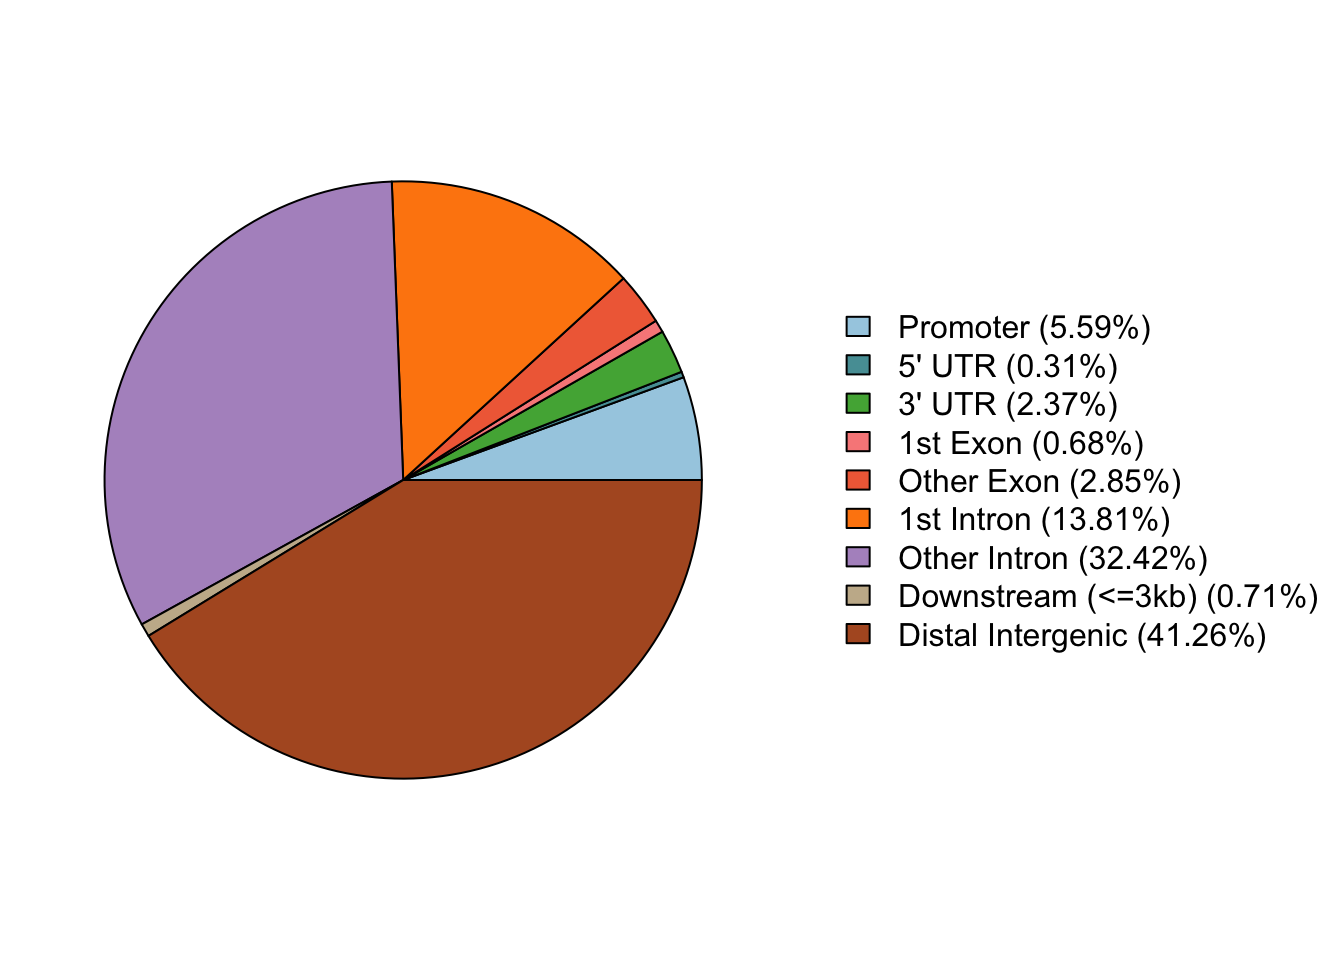 Promoter (5.59%)
5' UTR (0.31%)
3' UTR (2.37%)
1st Exon (0.68%)
Other Exon (2.85%)
1st Intron (13.81%)
Other Intron (32.42%)
Downstream (<=3kb) (0.71%)
Distal Intergenic (41.26%)